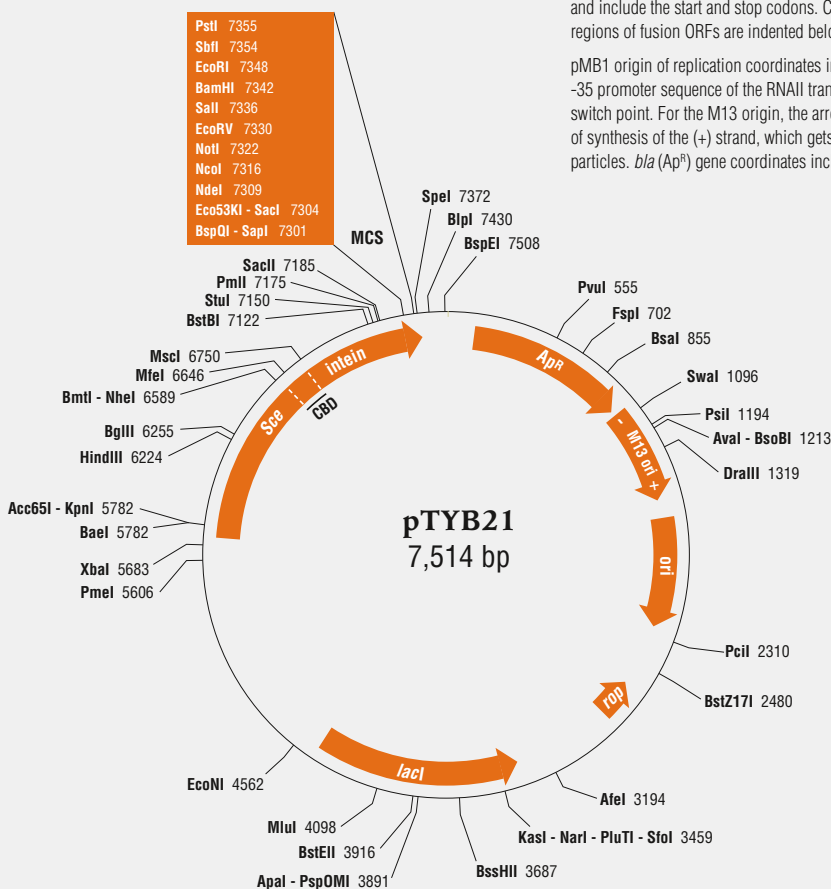 and include the start and stop codons. C
regions of fusion ORFs are indented belo
pMB1 origin of replication coordinates in
-35 promoter sequence of the RNAII tran
switch point. For the M13 origin, the arro
of synthesis of the (+) strand, which gets
particles. bla (ApR) gene coordinates inc
PstI 7355
SbfI 7354
EcoRI 7348
BamHI 7342
SalI 7336
EcoRV 7330
NotI 7322
NcoI 7316
NdeI 7309
Eco53KI - SacI 7304
BspQI - SapI 7301
MCS
SpeI 7372
BlpI 7430
BspEI 7508
SacII 7185
PmlI 7175
StuI 7150
BstBI 7122
MscI 6750
MfeI 6646
BmtI - NheI 6589
BglII 6255
HindIII 6224
Acc65I - KpnI 5782
BaeI 5782
XbaI 5683
PmeI 5606
PvuI 555
FspI 702
BsaI 855
SwaI 1096
PsiI 1194
AvaI - BsoBI 1213
DraIII 1319
Sce
intein
CBD
ApR
- M13 ori +
ori
pTYB21
7,514 bp
PciI 2310
BstZ17I 2480
rop
lacI
EcoNI 4562
MluI 4098
BstEII 3916
ApaI - PspOMI 3891
BssHII 3687
KasI - NarI - PluTI - SfoI 3459
AfeI 3194